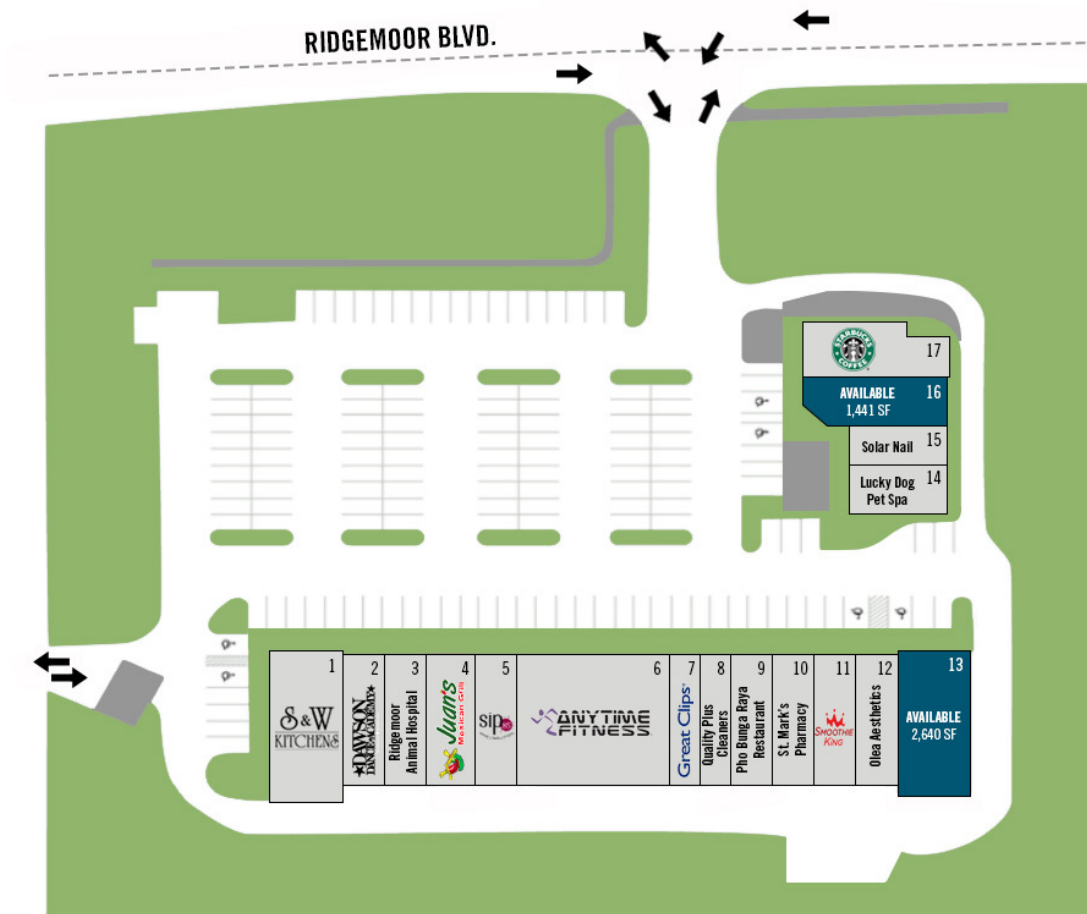 RIDGEMOOR BLVD.
STARBUCKS
COFFEE
17
AVAILABLE
1,441 SF
16
Solar Nail
15
Lucky Dog
Pet Spa
14
1
S & W
KITCHENS
2
★DAWSON★
DANCE ACADEMY
3
Ridgemoor
Animal Hospital
4
Juan's
Mexican Grill
5
sip
6
ANYTIME
FITNESS
7
Great Clips®
8
Quality Plus
Cleaners
9
Pho Bunga Raya
Restaurant
10
St. Mark's
Pharmacy
11
SMOOTHIE
KING
12
Olea Aesthetics
13
AVAILABLE
2,640 SF